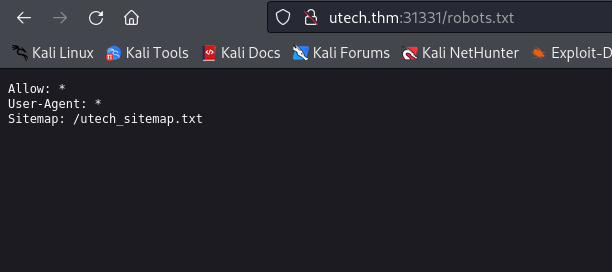 utech.thm:31331/robots.txt
Kali Linux Kali Tools Kali Docs Kali Forums Kali NetHunter Exploit-D
Allow: *
User-Agent: *
Sitemap: /utech_sitemap.txt